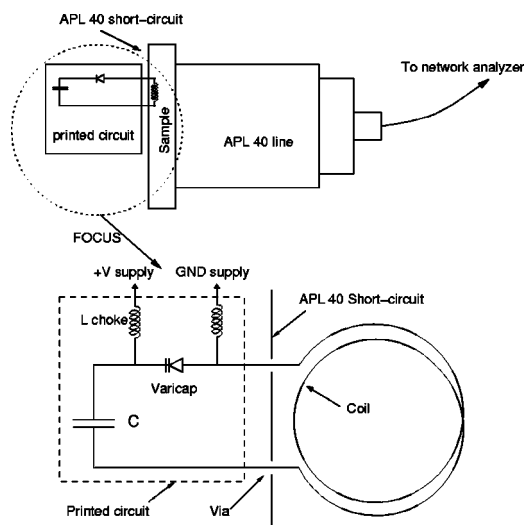 APL 40 short-circuit
To network analyzer
printed circuit
Sample
APL 40 line
FOCUS
+V supply
GND supply
APL 40 Short-circuit
L choke
Varicap
C
Coil
Printed circuit
Via